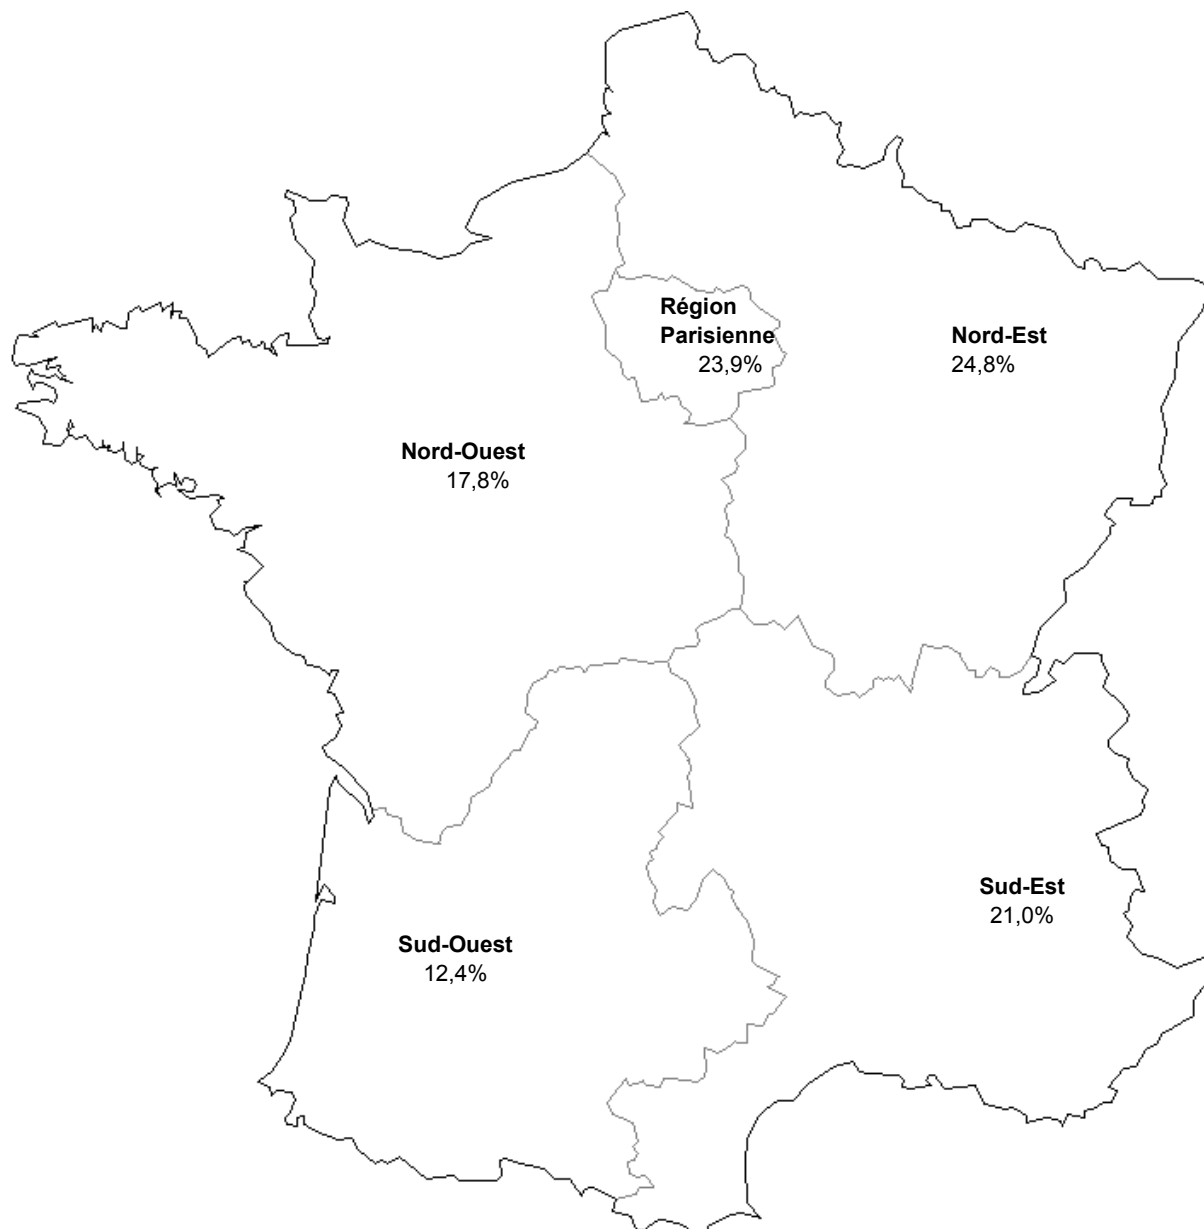 Région
Parisienne
23,9%
Nord-Est
24,8%
Nord-Ouest
17,8%
Sud-Est
21,0%
Sud-Ouest
12,4%